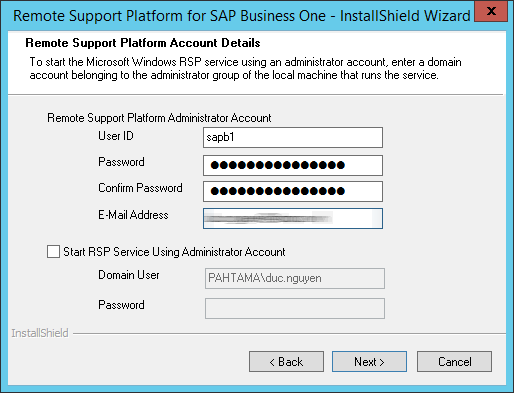 Remote Support Platform for SAP Business One - InstallShield Wizard X
Remote Support Platform Account Details
To start the Microsoft Windows RSP service using an administrator account, enter a domain
account belonging to the administrator group of the local machine that runs the service.
Remote Support Platform Administrator Account
User ID sapb1
Password ●●●●●●●●●●●●●●●
Confirm Password ●●●●●●●●●●●●●●●
E-Mail Address
Start RSP Service Using Administrator Account
Domain User PAHTAMA\duc.nguyen
Password
InstallShield
< Back Next > Cancel